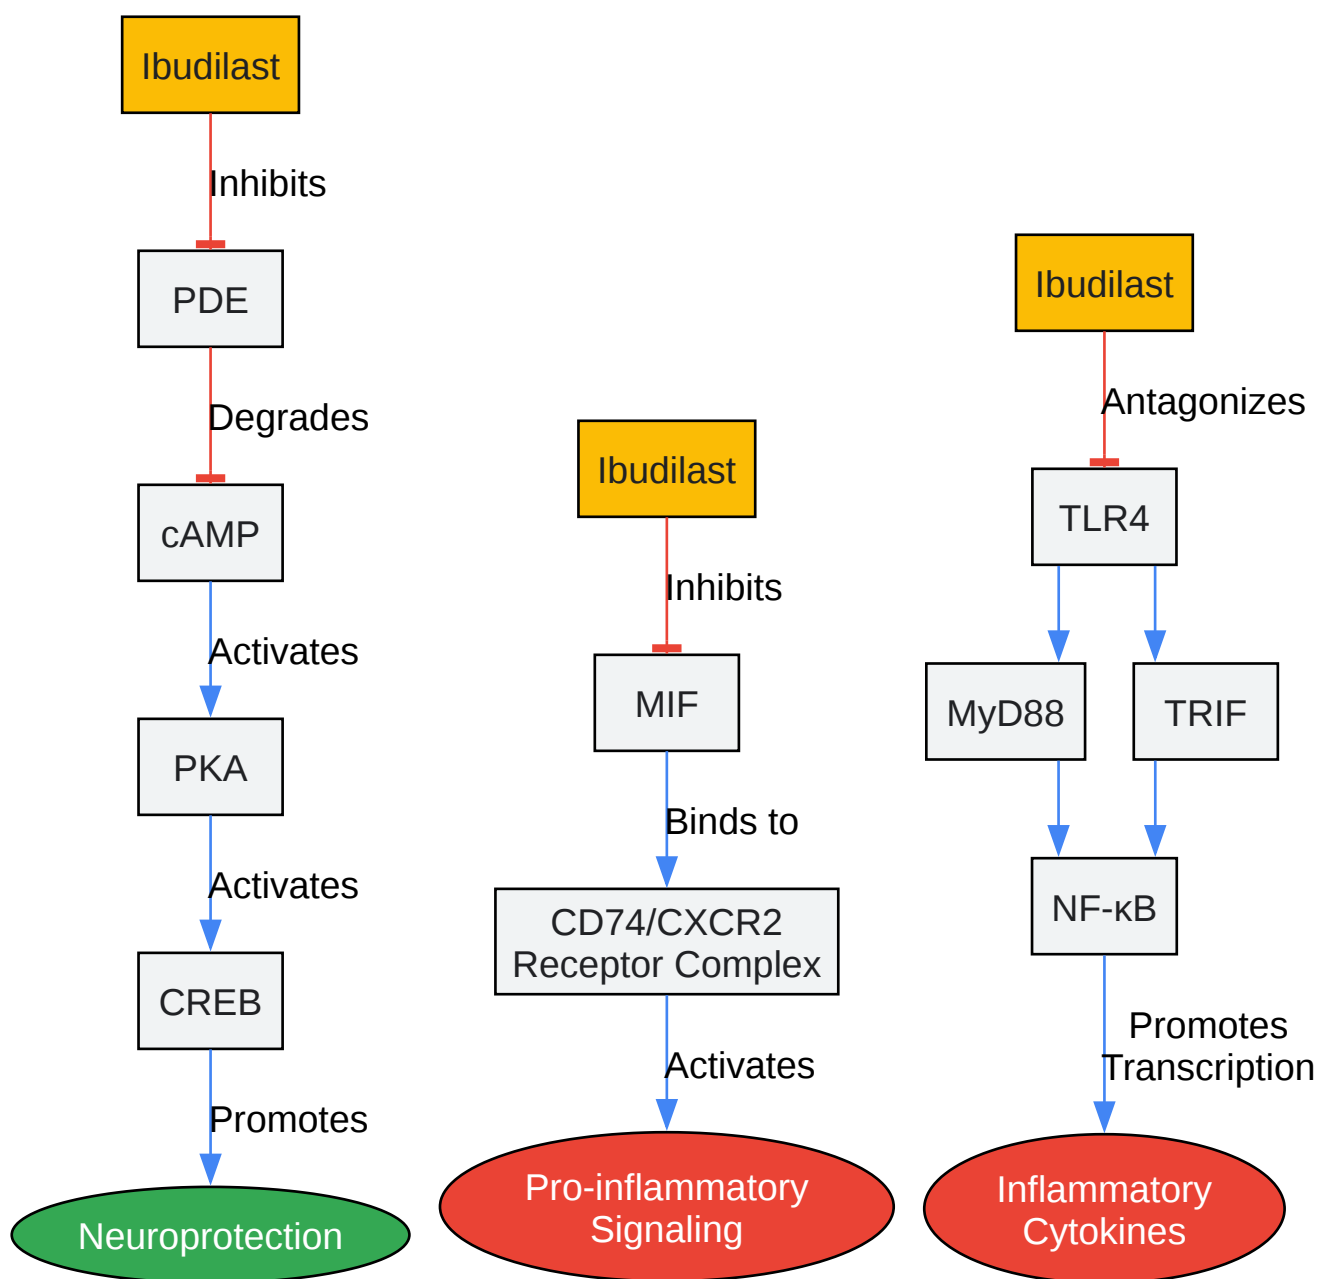 Ibudilast
Inhibits
PDE
Degrades
cAMP
Activates
PKA
Activates
CREB
Promotes
Neuroprotection
Ibudilast
Inhibits
MIF
Binds to
CD74/CXCR2
Receptor Complex
Activates
Pro-inflammatory
Signaling
Ibudilast
Antagonizes
TLR4
MyD88
TRIF
NF-κB
Promotes
Transcription
Inflammatory
Cytokines